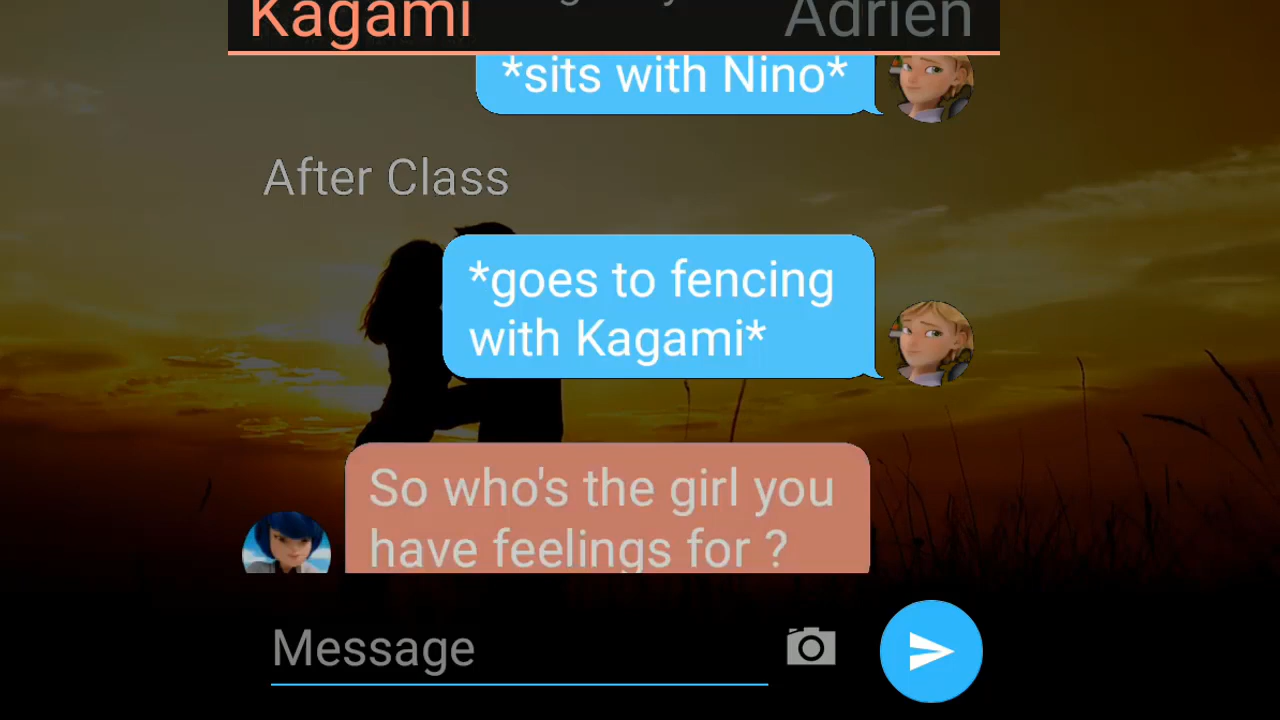 Kagami Adrien
*sits with Nino*
After Class
*goes to fencing
with Kagami*
So who's the girl you
have feelings for ?
Message